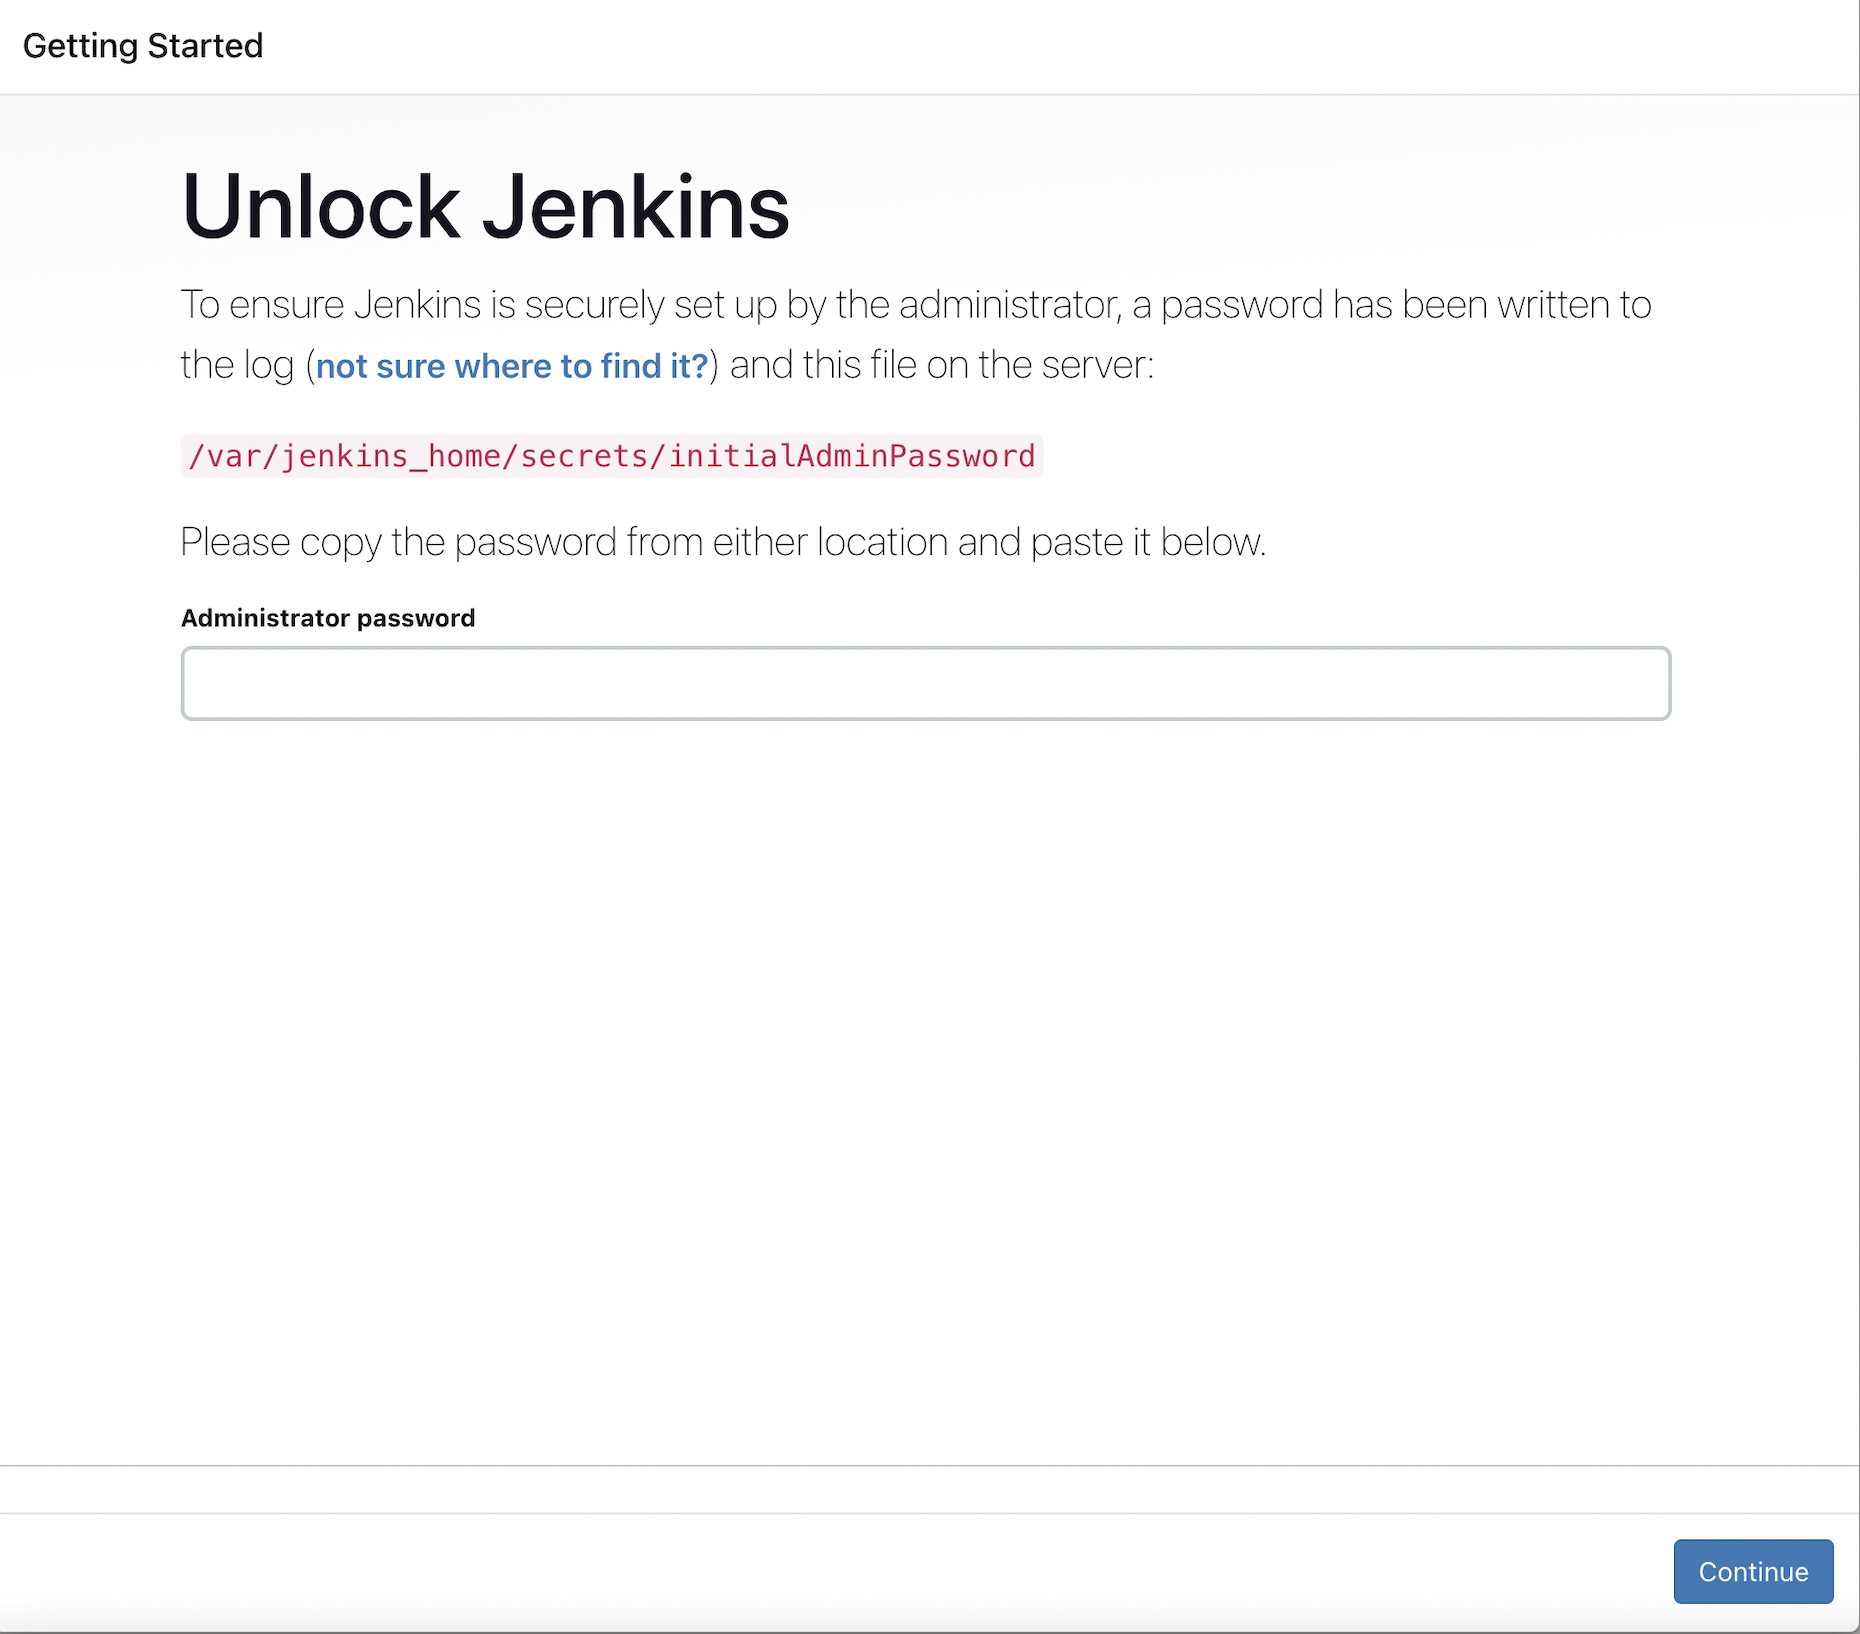 Getting Started
Unlock Jenkins
To ensure Jenkins is securely set up by the administrator, a password has been written to
the log (not sure where to find it?) and this file on the server:
/var/jenkins_home/secrets/initialAdminPassword
Please copy the password from either location and paste it below.
Administrator password
Continue